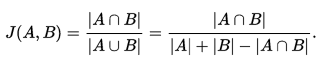 J(A, B) = |A ∩ B| / |A ∪ B| = |A ∩ B| / (|A| + |B| − |A ∩ B|).